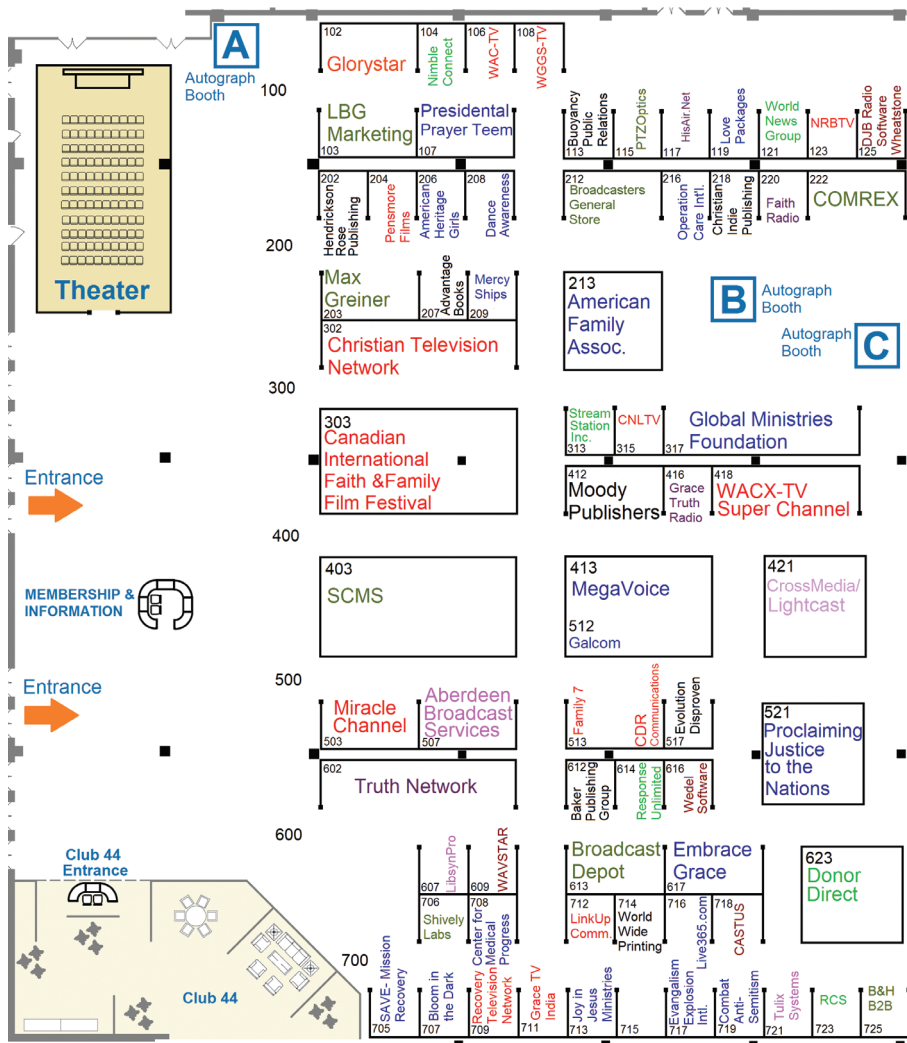 A
Autograph
Booth
102
Glorystar
104
Nimble
Connect
106
WAC-TV
108
WGGS-TV
100
LBG
Marketing
103
Presidental
Prayer Teem
107
Buoyancy
Public
Relations
113
PTZOptics
115
HisAir.Net
117
Love
Packages
119
World
News
Group
121
NRBTV
123
DJB Radio
Software
Wheatstone
125
202
Hendrickson
Rose
Publishing
204
Pensmore
Films
206
American
Heritage
Girls
208
Dance
Awareness
212
Broadcasters
General
Store
216
Operation
Care Int'l.
218
Christian
Indie
Publishing
220
Faith
Radio
222
COMREX
200
Theater
Max
Greiner
203
Advantage
Books
207
Mercy
Ships
209
302
Christian Television
Network
213
American
Family
Assoc.
B
Autograph
Booth
Autograph
Booth
C
300
303
Canadian
International
Faith &Family
Film Festival
Stream
Station
Inc.
313
CNLTV
315
Global Ministries
Foundation
317
412
Moody
Publishers
416
Grace
Truth
Radio
418
WACX-TV
Super Channel
Entrance
400
403
SCMS
413
MegaVoice
512
Galcom
421
CrossMedia/
Lightcast
MEMBERSHIP &
INFORMATION
Entrance
500
Miracle
Channel
503
Aberdeen
Broadcast
Services
507
Family 7
513
CDR
Communications
Evolution
Disproven
517
521
Proclaiming
Justice
to the
Nations
602
Truth Network
612
Baker
Publishing
Group
614
Response
Unlimited
616
Wedel
Software
600
Club 44
Entrance
LibsynPro
607
WAVSTAR
609
Broadcast
Depot
613
Embrace
Grace
617
623
Donor
Direct
706
Shively
Labs
708
Center for
Medical
Progress
712
LinkUp
Comm.
714
World
Wide
Printing
716
Live365.com
718
CASTUS
700
Club 44
SAVE- Mission
Recovery
705
Bloom in
the Dark
707
Recovery
Television
Network
709
Grace TV
India
711
Joy in
Jesus
Ministries
713
715
Evangalism
Explosion
Intl.
717
Combat
Anti-
Semitism
719
Tulix
Systems
721
RCS
723
B&H
B2B
725